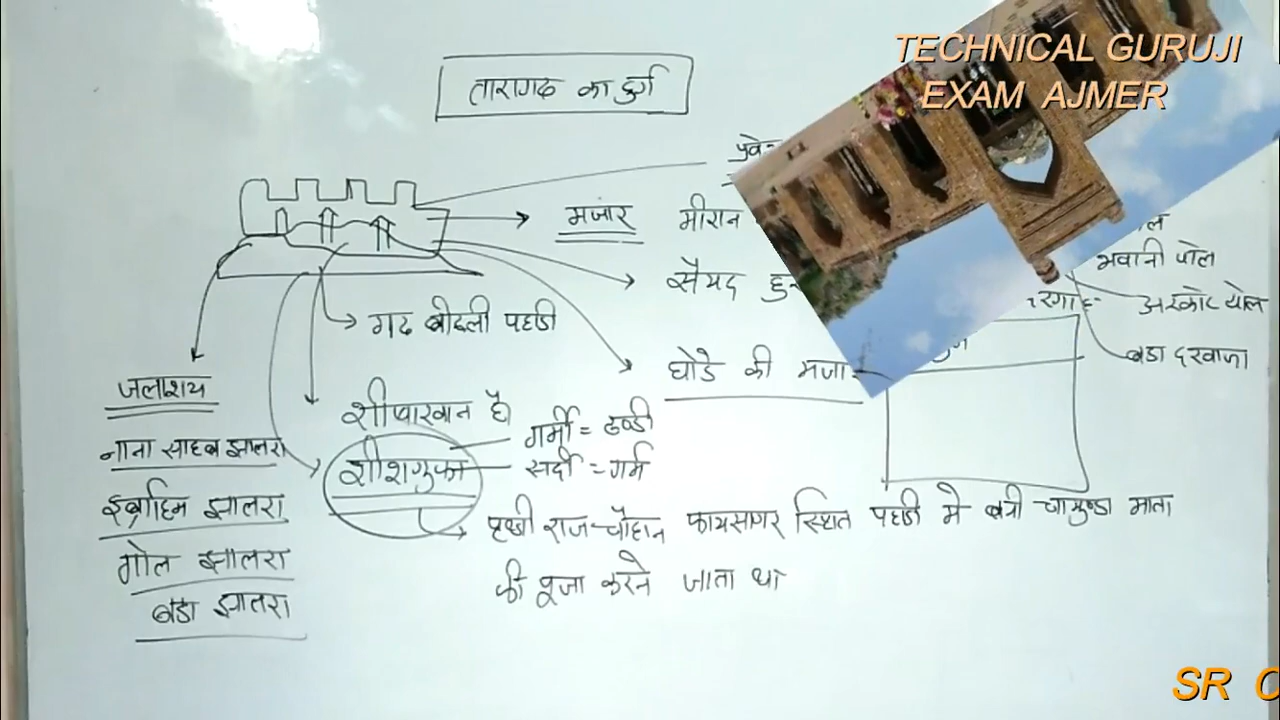 TECHNICAL GURUJI
EXAM AJMER
तारागढ का दुर्ग
मजार मीरान
सैयद
भवानी पोल
अरकोट पोल
बडा दरवाजा
गढ बीठली पहाडी
घोडे की मजार
जलाशय
नाना साहब झालरा
इब्राहिम झालरा
गोल झालरा
बडा झालरा
शीशाखान है।
शीशगुफा
गर्मी = ठण्डी
सर्दी = गर्म
पृथ्वी राज चौहान फायसागर स्थित पहाडी मे बनी चामुण्डा माता
की पूजा करने जाता था
SR